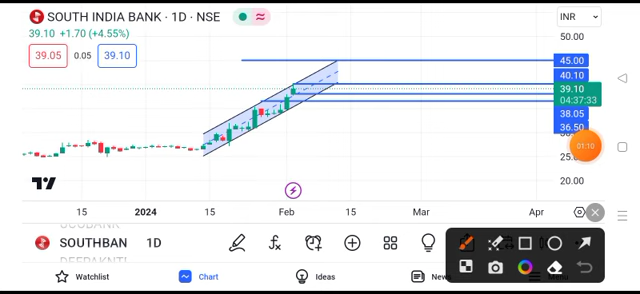 SOUTH INDIA BANK · 1D · NSE
INR
39.10 +1.70 (+4.55%)
39.05 0.05 39.10
50.00
45.00
40.10
39.10
04:37:33
38.05
36.50
01:10
25.00
20.00
15 2024 15 Feb 15 Mar Apr
SOUTHBAN 1D
Watchlist Chart Ideas News